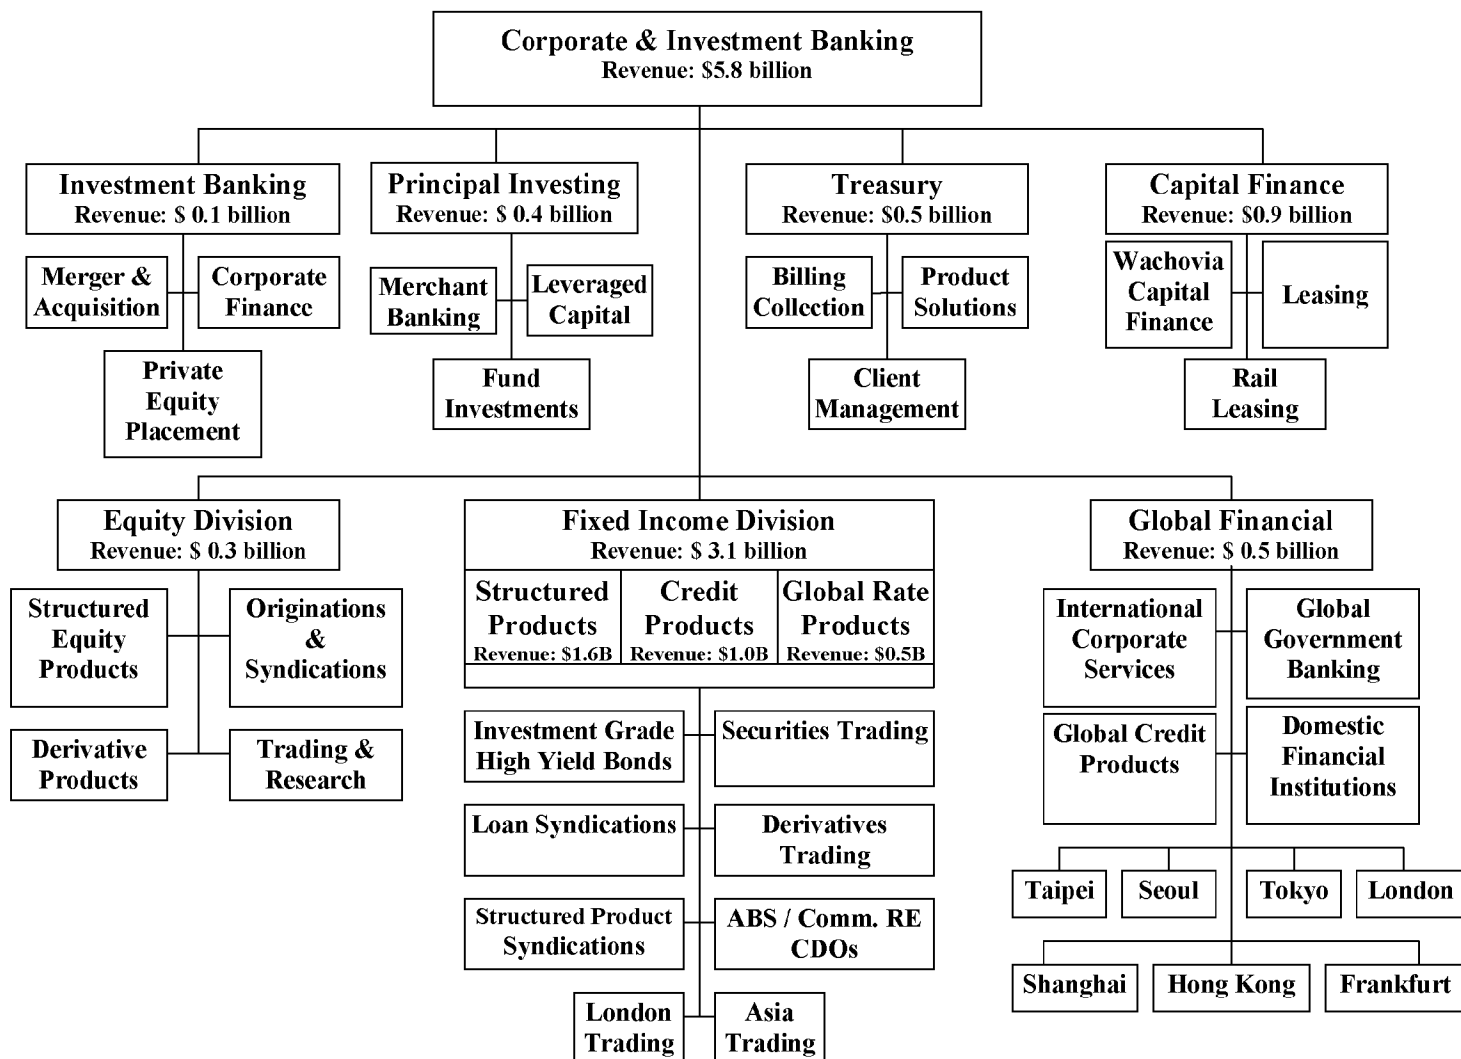 Corporate & Investment Banking
Revenue: $5.8 billion
Investment Banking
Revenue: $ 0.1 billion
Principal Investing
Revenue: $ 0.4 billion
Treasury
Revenue: $0.5 billion
Capital Finance
Revenue: $0.9 billion
Merger &
Acquisition
Corporate
Finance
Private
Equity
Placement
Merchant
Banking
Leveraged
Capital
Fund
Investments
Billing
Collection
Product
Solutions
Client
Management
Wachovia
Capital
Finance
Leasing
Rail
Leasing
Equity Division
Revenue: $ 0.3 billion
Fixed Income Division
Revenue: $ 3.1 billion
Global Financial
Revenue: $ 0.5 billion
Structured
Equity
Products
Originations
&
Syndications
Derivative
Products
Trading &
Research
Structured
Products
Revenue: $1.6B
Credit
Products
Revenue: $1.0B
Global Rate
Products
Revenue: $0.5B
Investment Grade
High Yield Bonds
Securities Trading
Loan Syndications
Derivatives
Trading
Structured Product
Syndications
ABS / Comm. RE
CDOs
London
Trading
Asia
Trading
International
Corporate
Services
Global
Government
Banking
Global Credit
Products
Domestic
Financial
Institutions
Taipei
Seoul
Tokyo
London
Shanghai
Hong Kong
Frankfurt